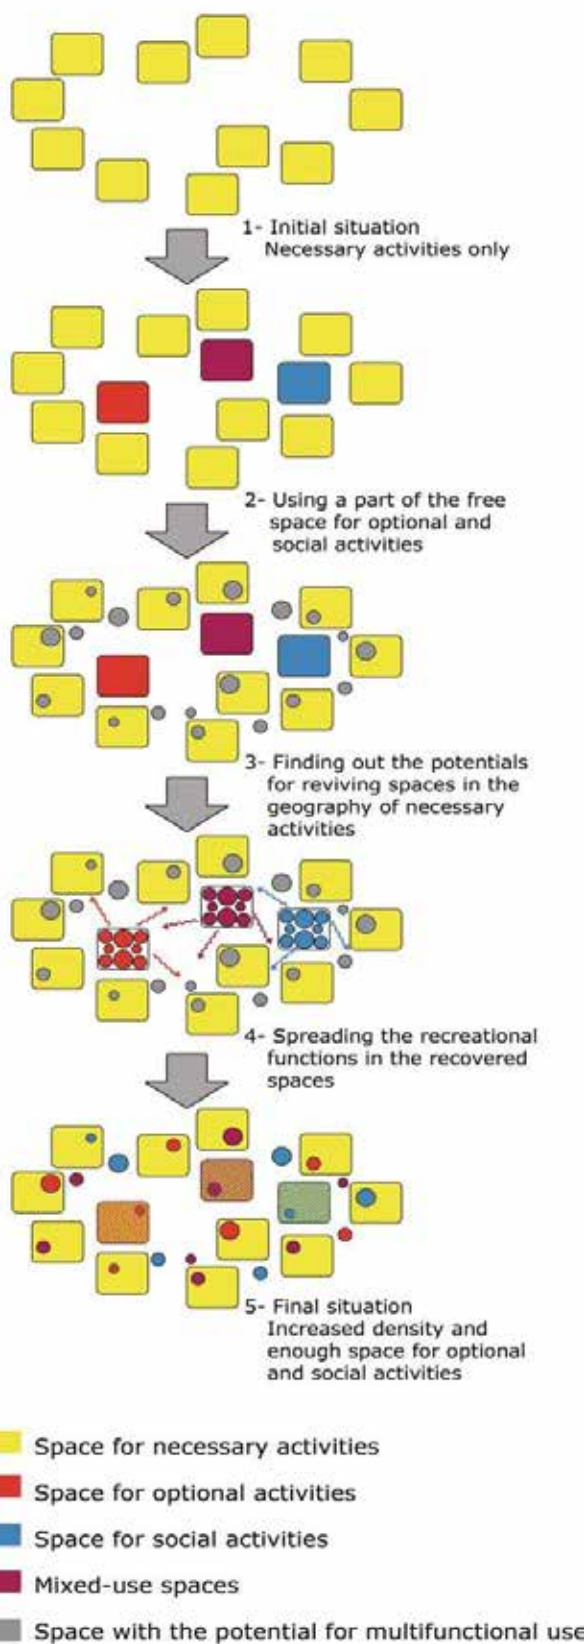 1- Initial situation
Necessary activities only
2- Using a part of the free
space for optional and
social activities
3- Finding out the potentials
for reviving spaces in the
geography of necessary
activities
4- Spreading the recreational
functions in the recovered
spaces
5- Final situation
Increased density and
enough space for optional
and social activities
Space for necessary activities
Space for optional activities
Space for social activities
Mixed-use spaces
Space with the potential for multifunctional use